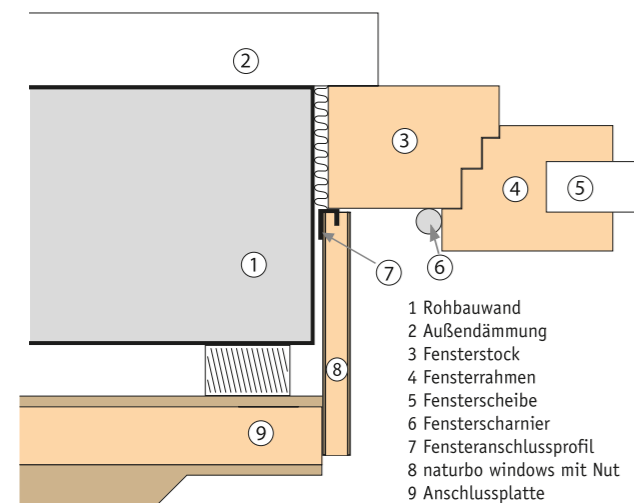 2
3
4
5
1
7
6
8
9
1 Rohbauwand
2 Außendämmung
3 Fensterstock
4 Fensterrahmen
5 Fensterscheibe
6 Fensterscharnier
7 Fensteranschlussprofil
8 naturbo windows mit Nut
9 Anschlussplatte